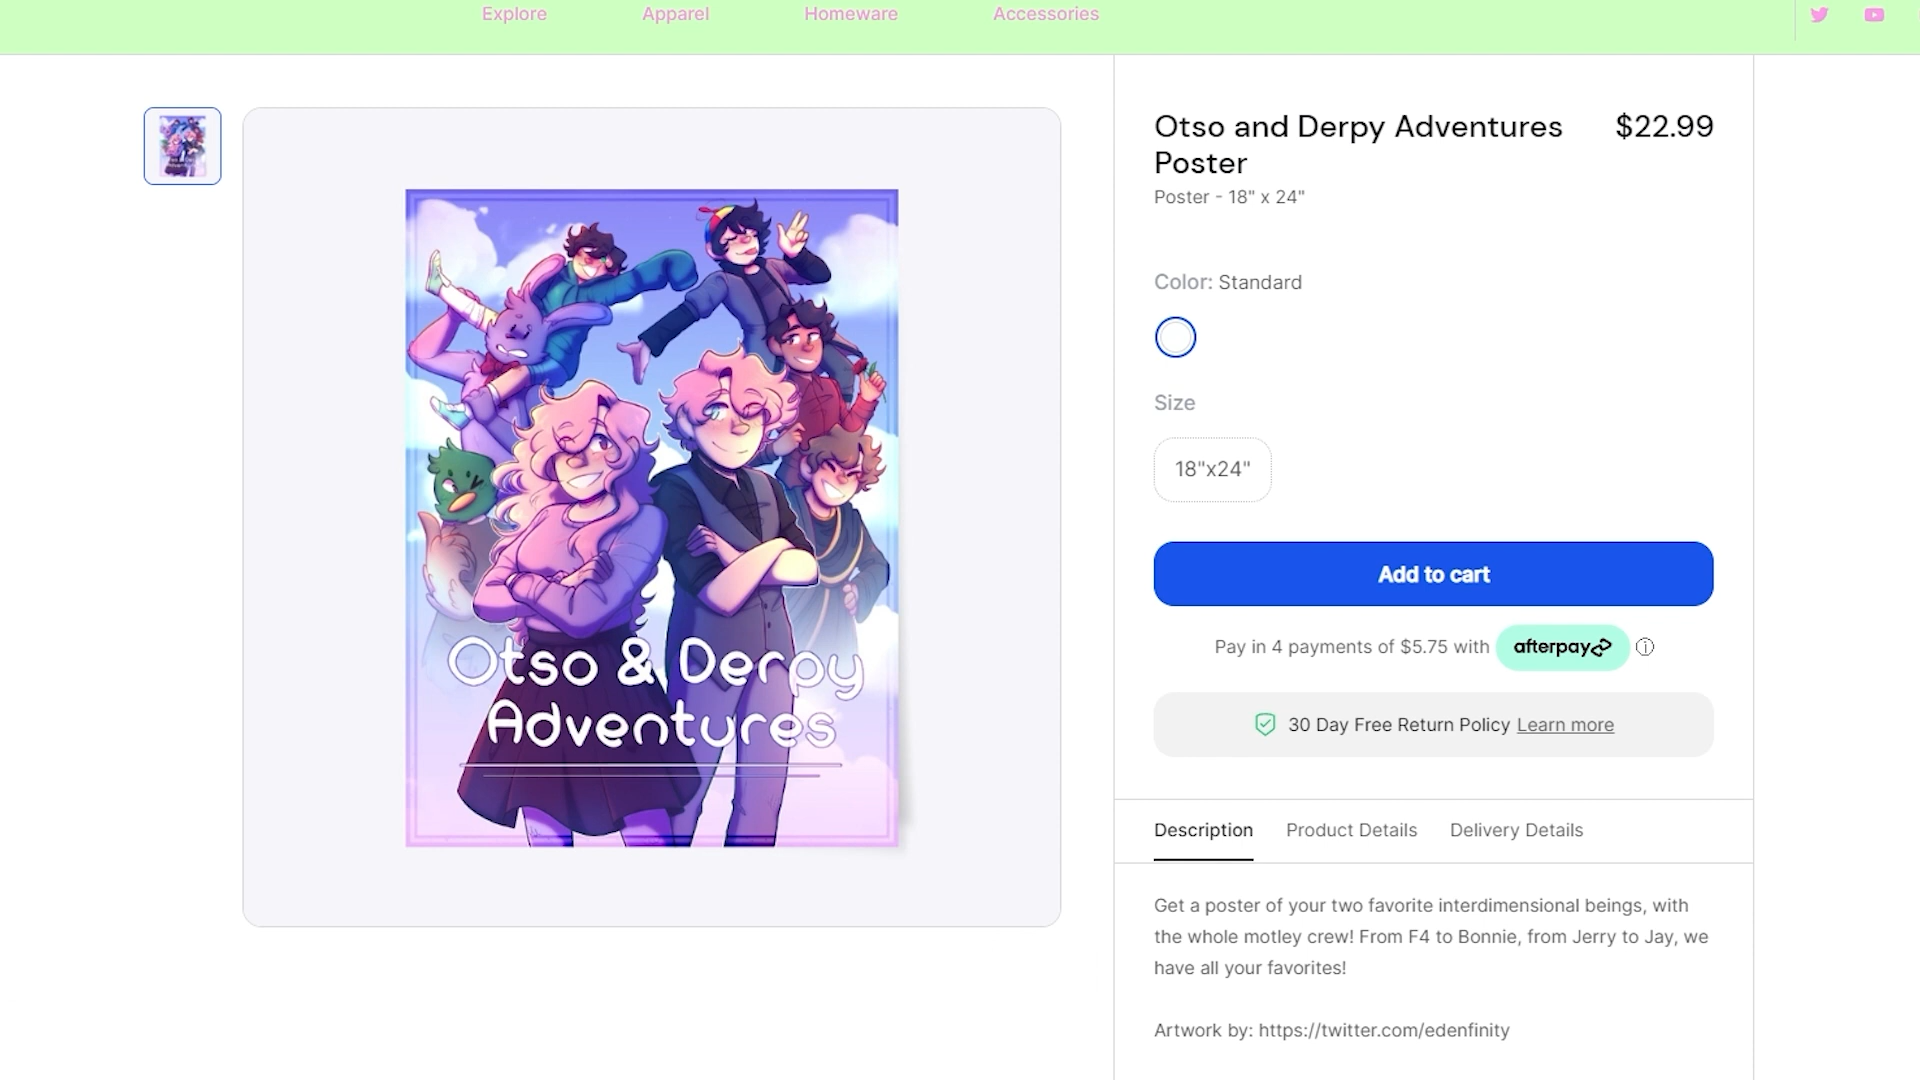 Explore Apparel Homeware Accessories
Otso & Derpy
Adventures
Otso and Derpy Adventures
Poster
$22.99
Poster - 18" x 24"
Color: Standard
Size
18"x24"
Add to cart
Pay in 4 payments of $5.75 with afterpay
30 Day Free Return Policy Learn more
Description Product Details Delivery Details
Get a poster of your two favorite interdimensional beings, with
the whole motley crew! From F4 to Bonnie, from Jerry to Jay, we
have all your favorites!
Artwork by: https://twitter.com/edenfinity